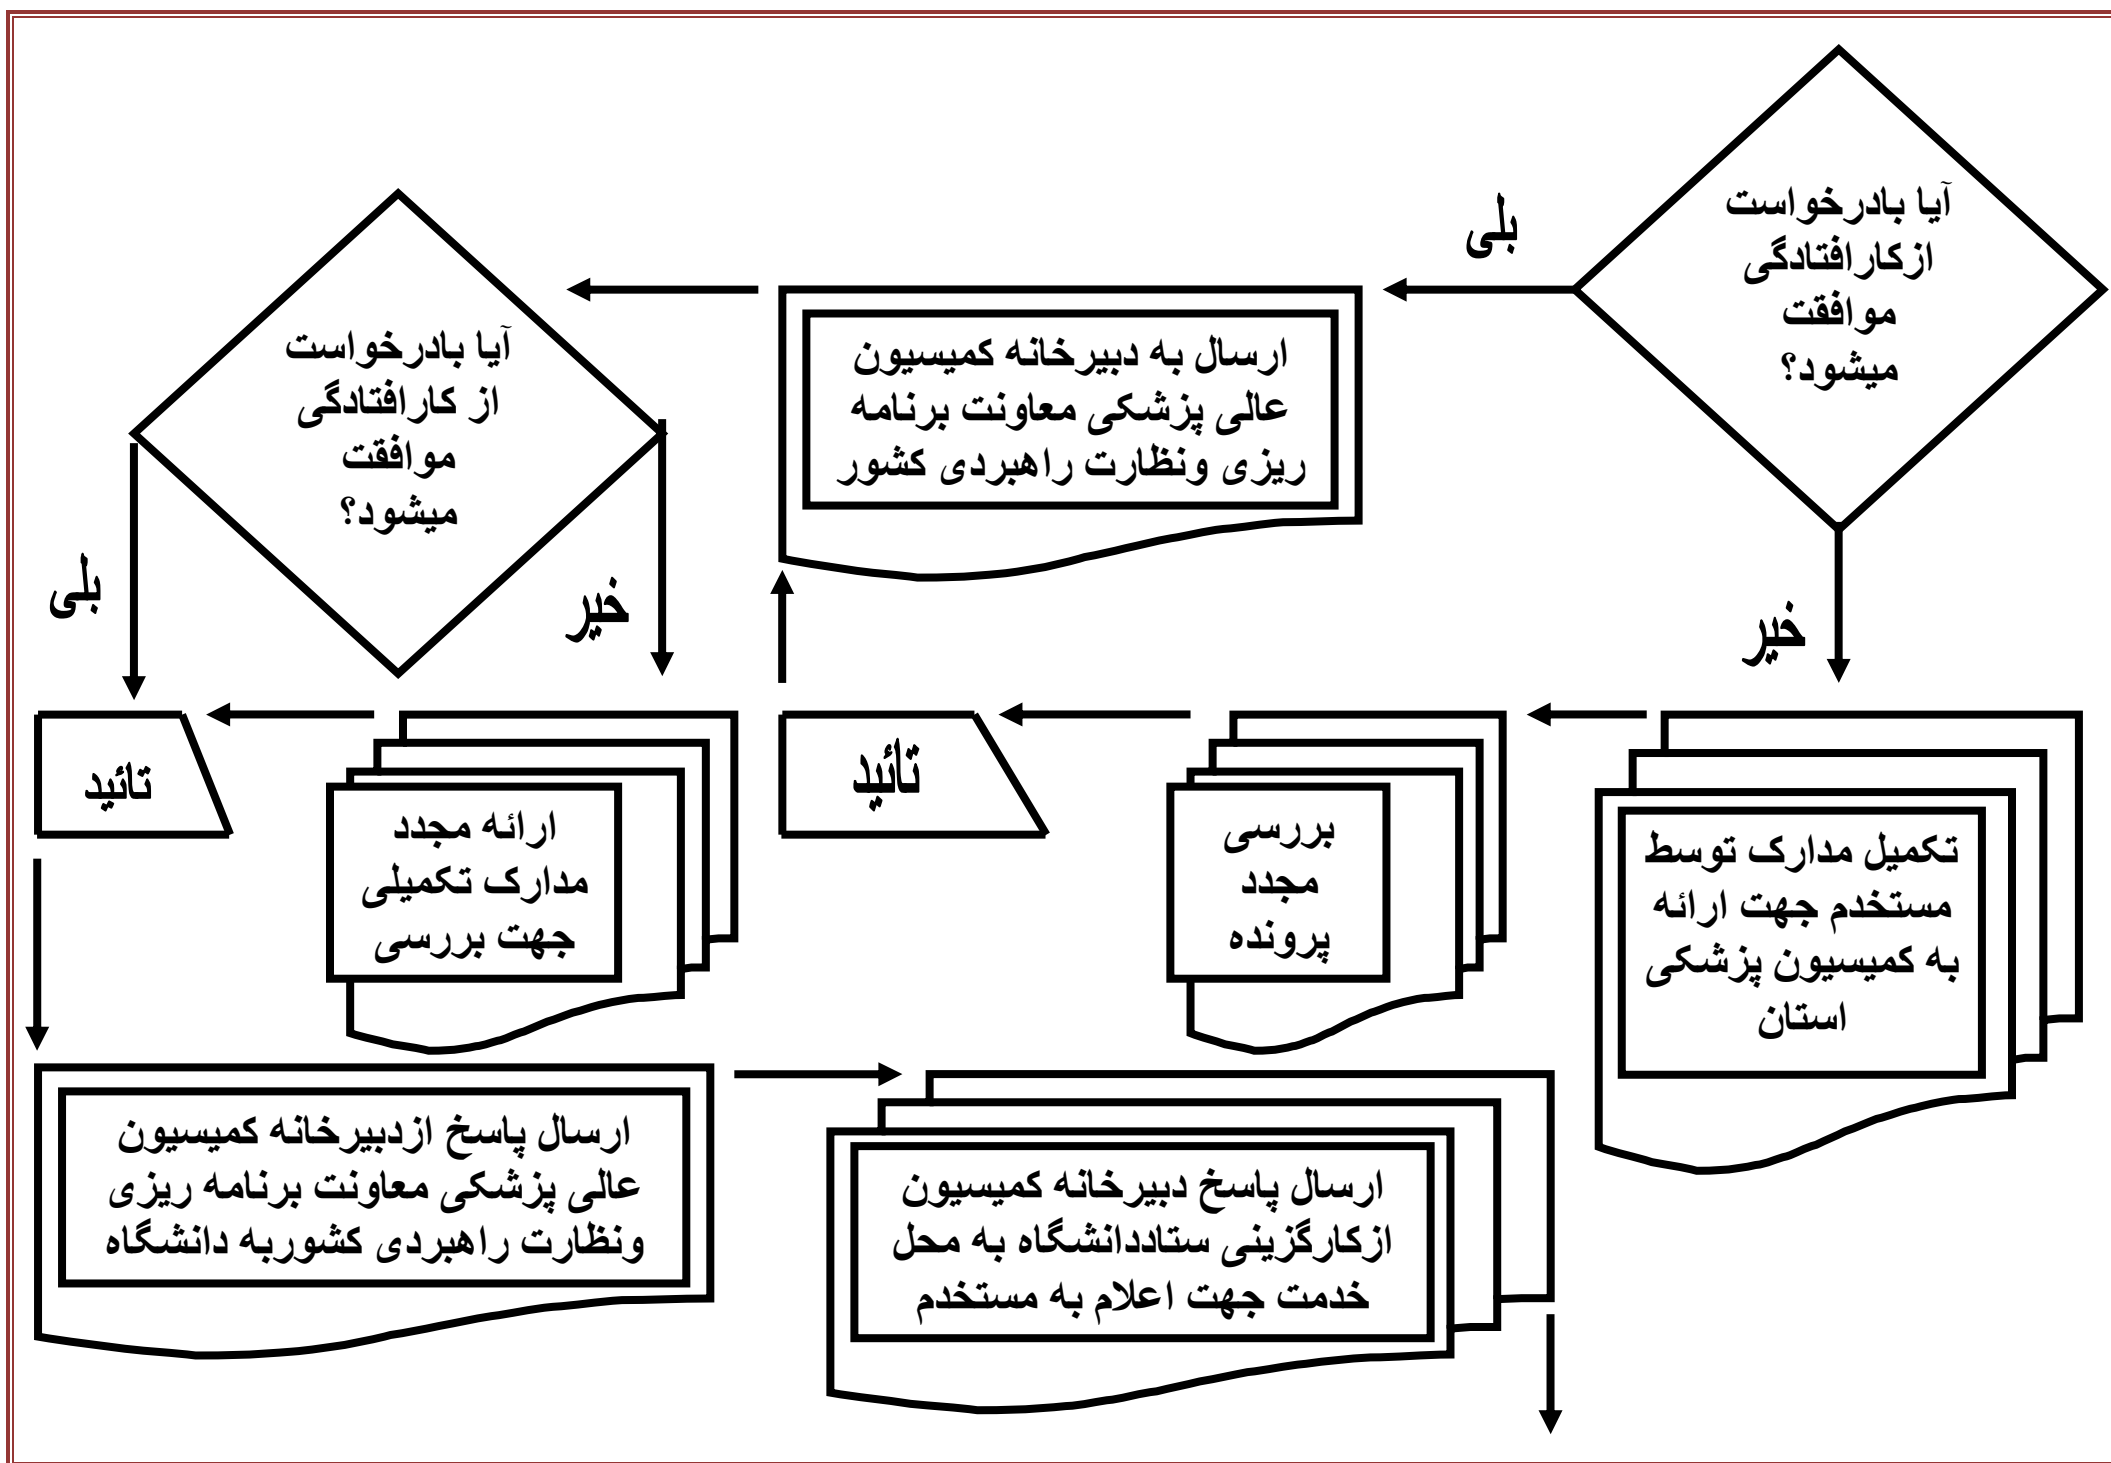 آیا بادرخواست
ازکارافتادگی
موافقت
میشود؟
بلی
خیر
ارسال به دبیرخانه کمیسیون
عالی پزشکی معاونت برنامه
ریزی ونظارت راهبردی کشور
آیا بادرخواست
از کارافتادگی
موافقت
میشود؟
بلی
خیر
تکمیل مدارک توسط
مستخدم جهت ارائه
به کمیسیون پزشکی
استان
بررسی
مجدد
پرونده
تائید
ارائه مجدد
مدارک تکمیلی
جهت بررسی
تائید
ارسال پاسخ ازدبیرخانه کمیسیون
عالی پزشکی معاونت برنامه ریزی
ونظارت راهبردی کشوربه دانشگاه
ارسال پاسخ دبیرخانه کمیسیون
ازکارگزینی ستاددانشگاه به محل
خدمت جهت اعلام به مستخدم